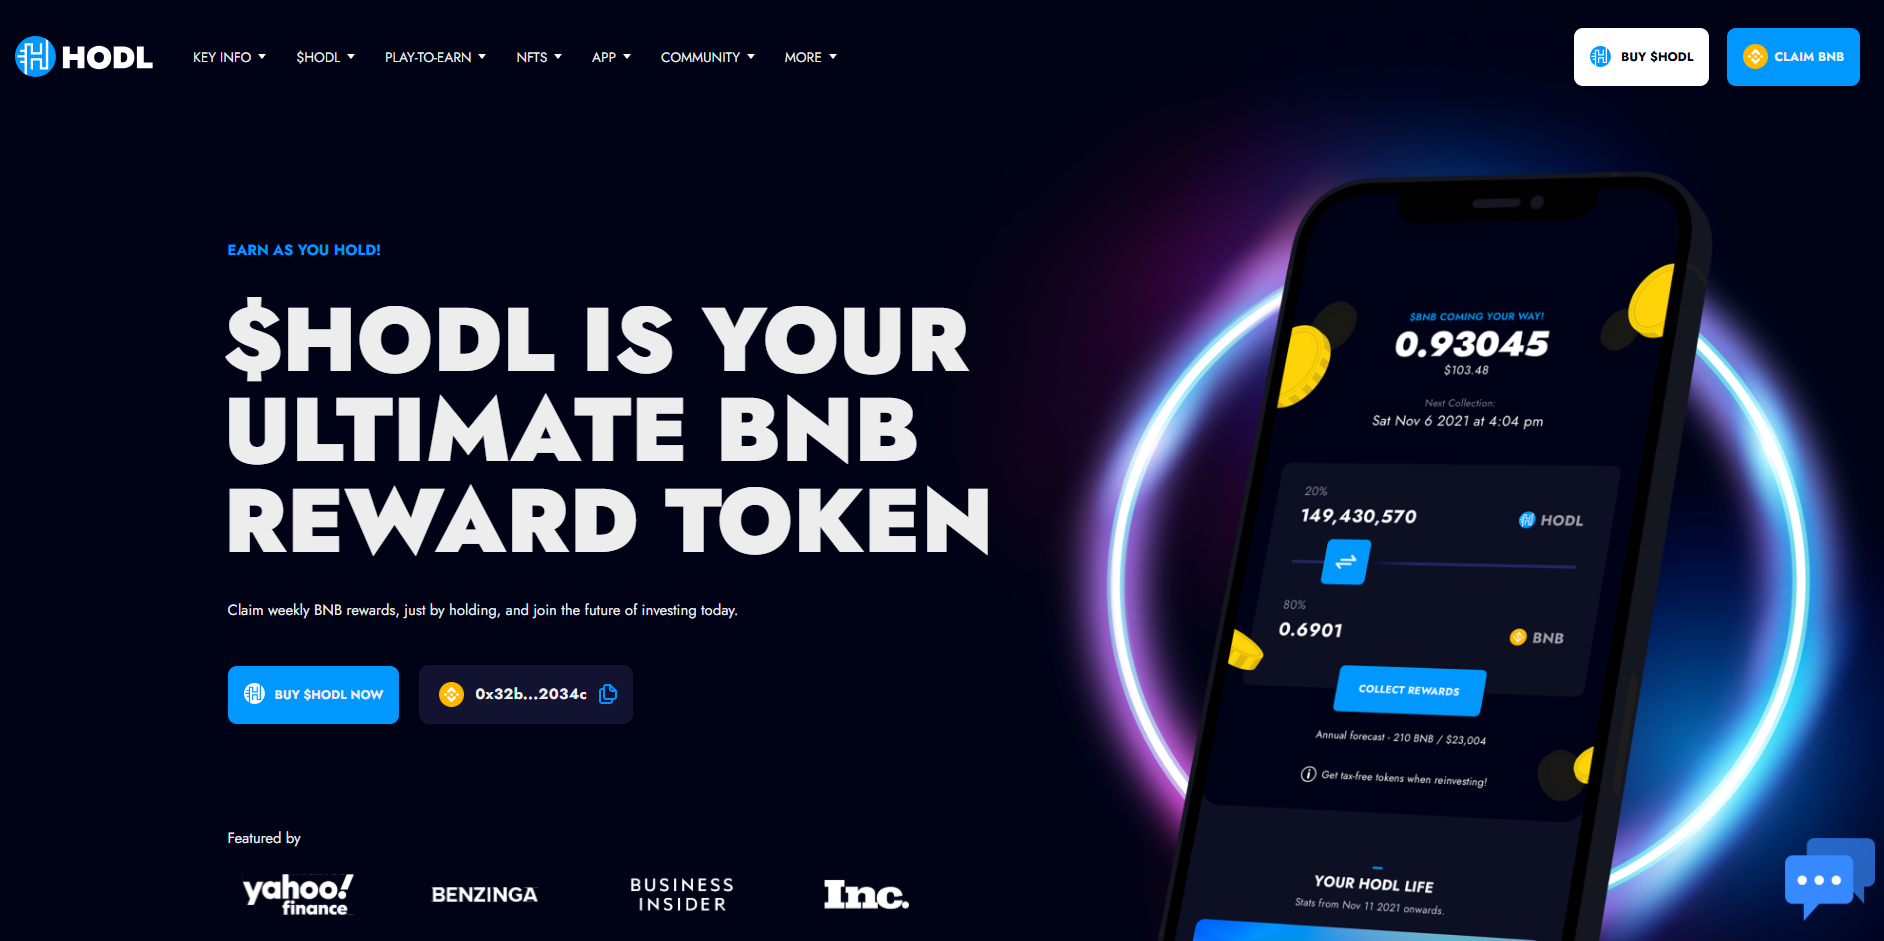 HODL
KEY INFO
$HODL
PLAY-TO-EARN
NFTS
APP
COMMUNITY
MORE
BUY $HODL
CLAIM BNB
EARN AS YOU HOLD!
$HODL IS YOUR
ULTIMATE BNB
REWARD TOKEN
Claim weekly BNB rewards, just by holding, and join the future of investing today.
BUY $HODL NOW
0x32b...2034c
Featured by
yahoo!
finance
BENZINGA
BUSINESS
INSIDER
Inc.
$BNB COMING YOUR WAY!
0.93045
$103.48
Next Collection:
Sat Nov 6 2021 at 4:04 pm
20%
149,430,570
HODL
80%
0.6901
BNB
COLLECT REWARDS
Annual forecast - 210 BNB / $23,004
Get tax-free tokens when reinvesting!
YOUR HODL LIFE
Stats from Nov 11 2021 onwards.